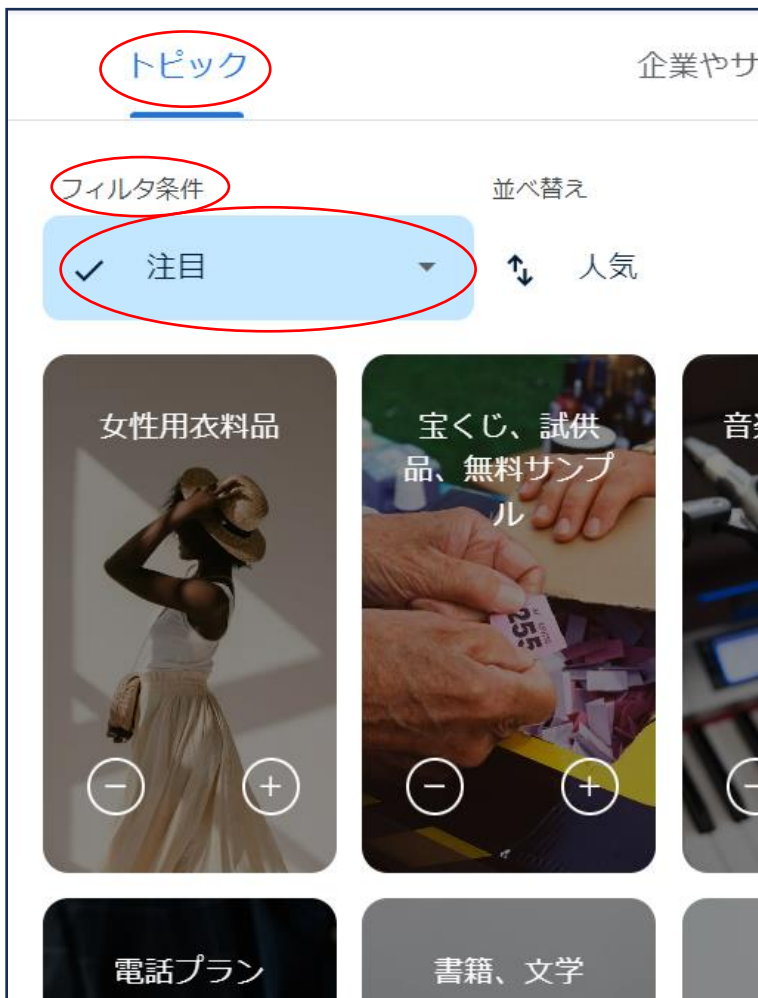 トピック
企業やサ
フィルタ条件
並べ替え
注目
人気
女性用衣料品
宝くじ、試供
品、無料サンプ
ル
音
255
電話プラン
書籍、文学